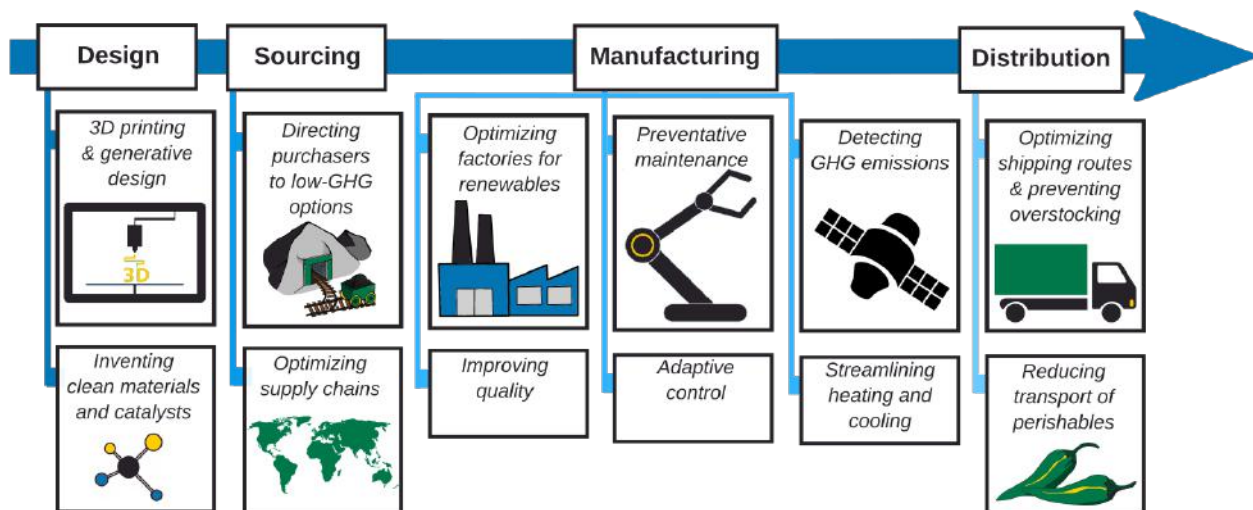 Design
Sourcing
Manufacturing
Distribution
3D printing
& generative
design
3D
Directing
purchasers
to low-GHG
options
Optimizing
factories for
renewables
Preventative
maintenance
Detecting
GHG emissions
Optimizing
shipping routes
& preventing
overstocking
Inventing
clean materials
and catalysts
Optimizing
supply chains
Improving
quality
Adaptive
control
Streamlining
heating and
cooling
Reducing
transport of
perishables